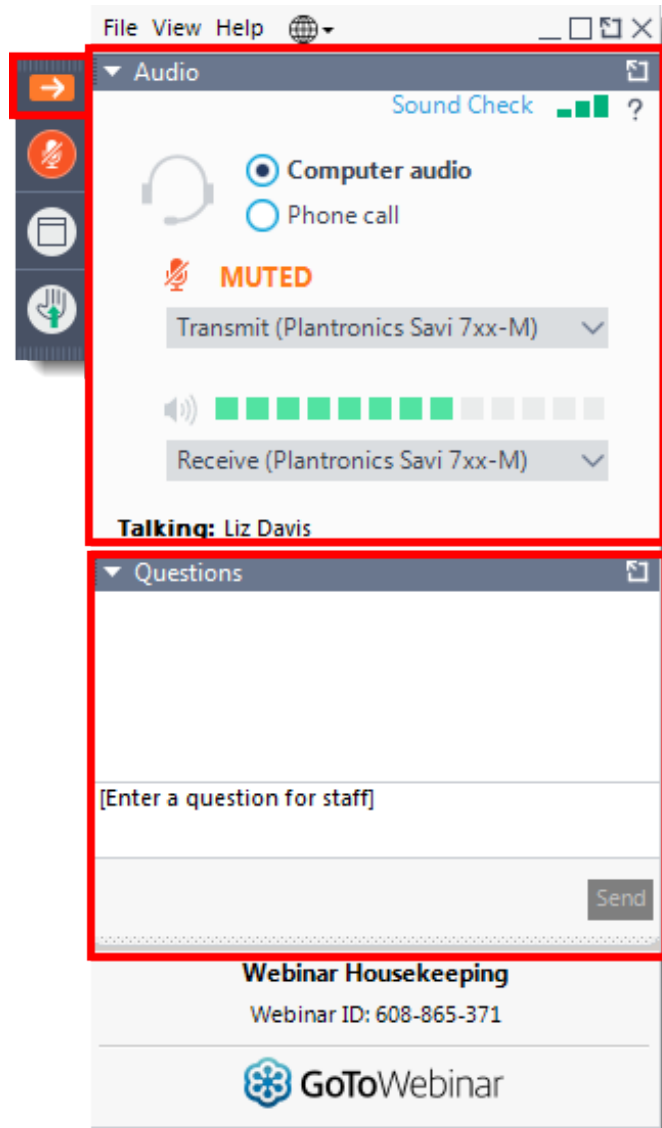 File View Help
Audio
Sound Check ?
Computer audio
Phone call
MUTED
Transmit (Plantronics Savi 7xx-M)
Receive (Plantronics Savi 7xx-M)
Talking: Liz Davis
Questions
[Enter a question for staff]
Send
Webinar Housekeeping
Webinar ID: 608-865-371
GoToWebinar